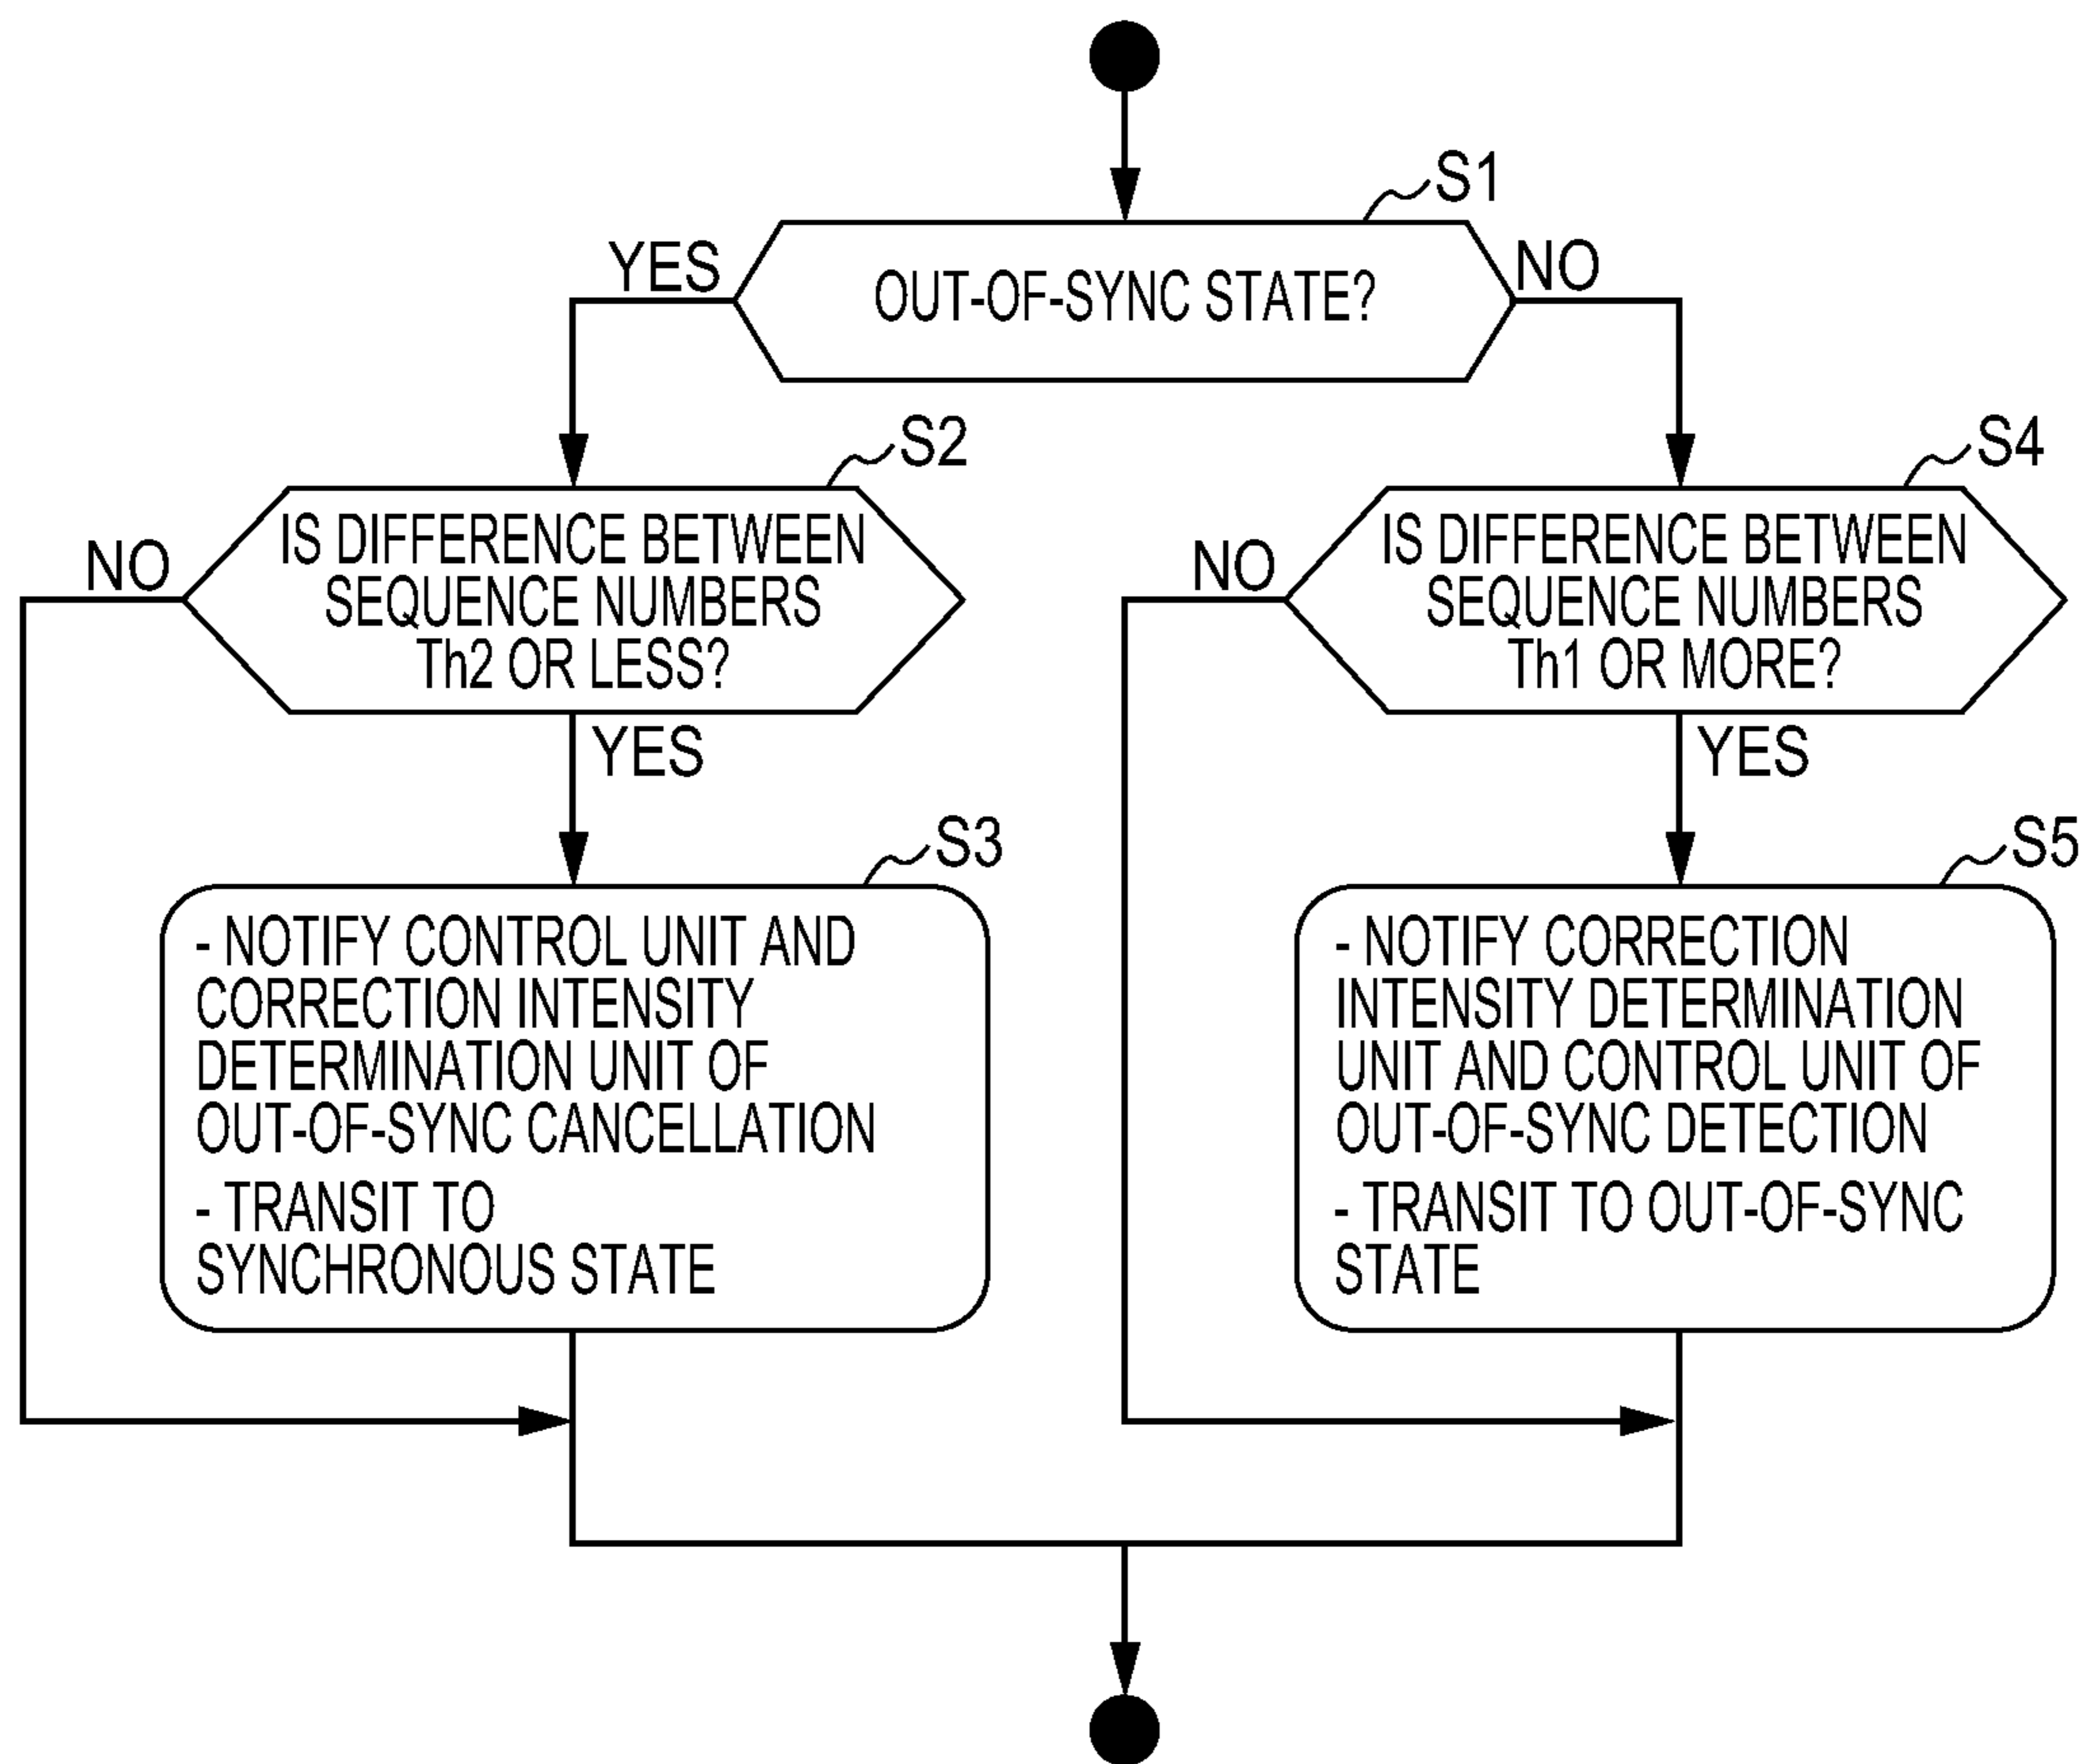 S1
YES
NO
OUT-OF-SYNC STATE?
S2
S4
NO
IS DIFFERENCE BETWEEN
SEQUENCE NUMBERS
Th2 OR LESS?
NO
IS DIFFERENCE BETWEEN
SEQUENCE NUMBERS
Th1 OR MORE?
YES
YES
S3
S5
- NOTIFY CONTROL UNIT AND
CORRECTION INTENSITY
DETERMINATION UNIT OF
OUT-OF-SYNC CANCELLATION
- TRANSIT TO
SYNCHRONOUS STATE
- NOTIFY CORRECTION
INTENSITY DETERMINATION
UNIT AND CONTROL UNIT OF
OUT-OF-SYNC DETECTION
- TRANSIT TO OUT-OF-SYNC
STATE